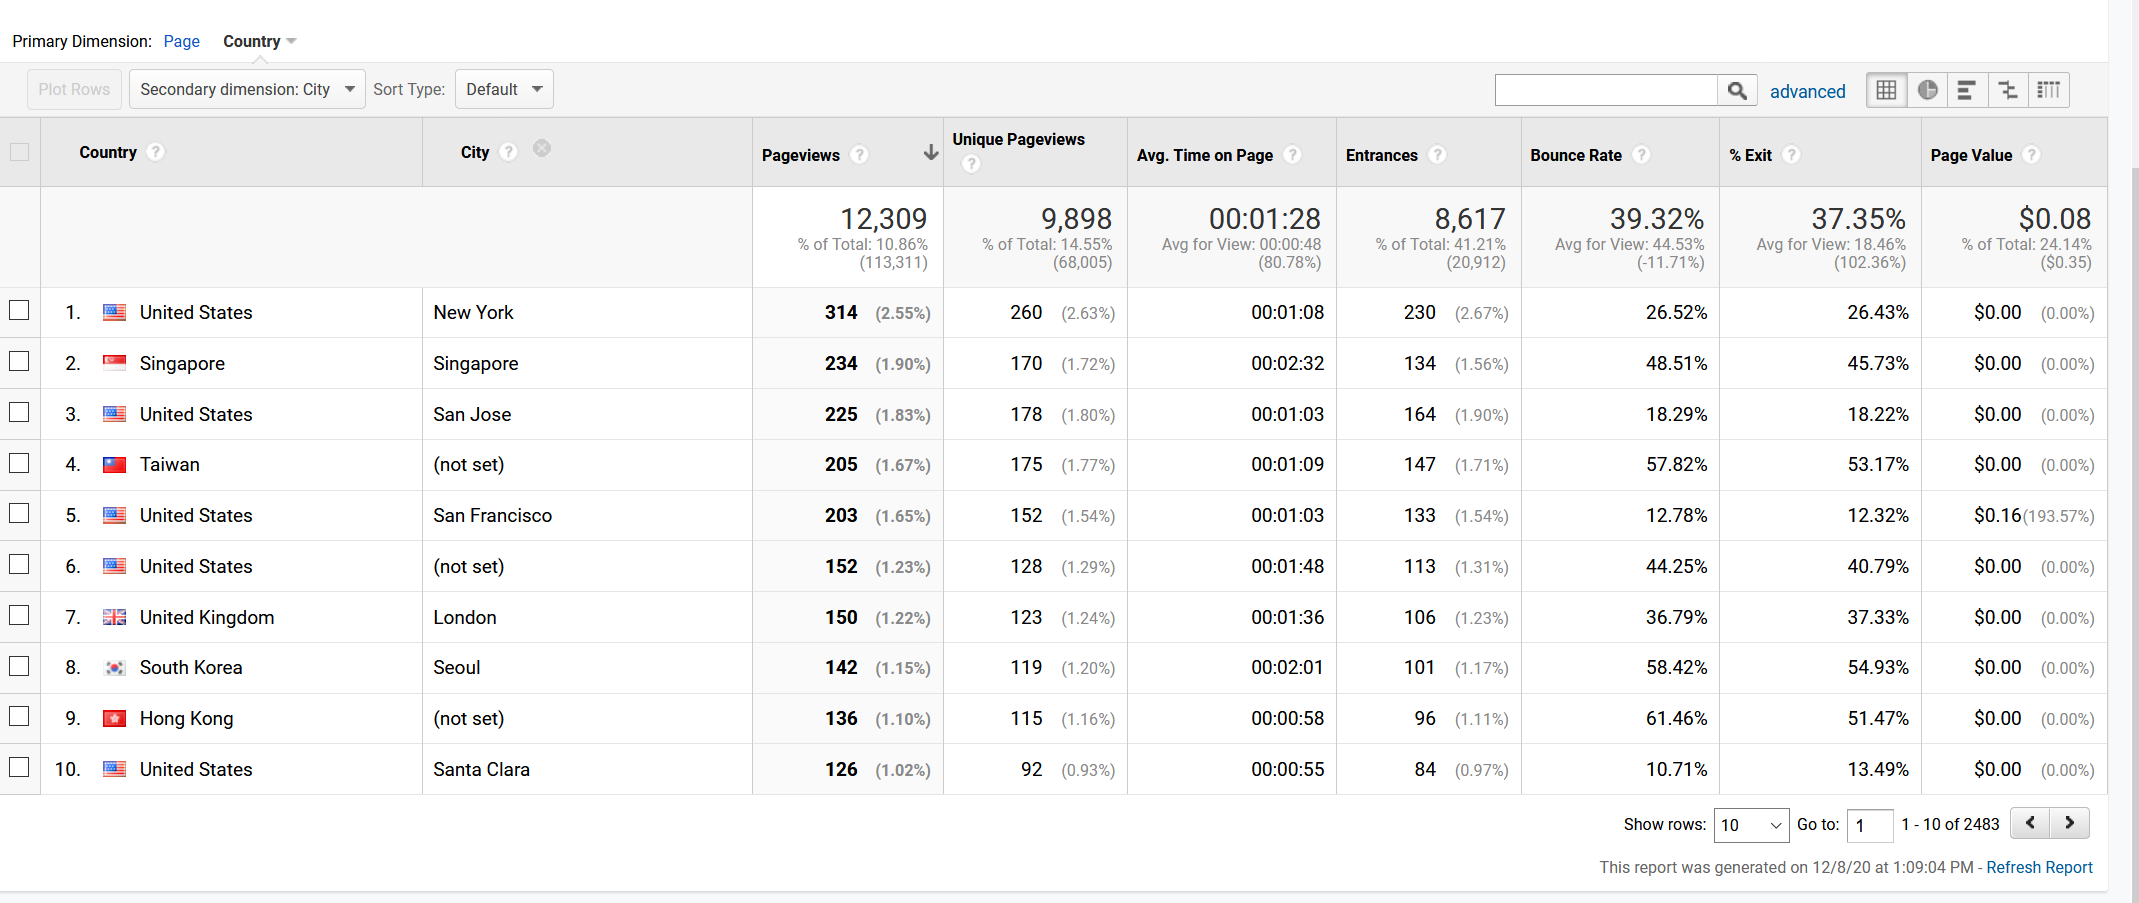 Primary Dimension: Page Country
Plot Rows Secondary dimension: City Sort Type: Default advanced
Country ? City ? Pageviews ? Unique Pageviews ? Avg. Time on Page ? Entrances ? Bounce Rate ? % Exit ? Page Value ?
12,309 9,898 00:01:28 8,617 39.32% 37.35% $0.08
% of Total: 10.86% % of Total: 14.55% Avg for View: 00:00:48 % of Total: 41.21% Avg for View: 44.53% Avg for View: 18.46% % of Total: 24.14%
(113,311) (68,005) (80.78%) (20,912) (-11.71%) (102.36%) ($0.35)
1. United States New York 314 (2.55%) 260 (2.63%) 00:01:08 230 (2.67%) 26.52% 26.43% $0.00 (0.00%)
2. Singapore Singapore 234 (1.90%) 170 (1.72%) 00:02:32 134 (1.56%) 48.51% 45.73% $0.00 (0.00%)
3. United States San Jose 225 (1.83%) 178 (1.80%) 00:01:03 164 (1.90%) 18.29% 18.22% $0.00 (0.00%)
4. Taiwan (not set) 205 (1.67%) 175 (1.77%) 00:01:09 147 (1.71%) 57.82% 53.17% $0.00 (0.00%)
5. United States San Francisco 203 (1.65%) 152 (1.54%) 00:01:03 133 (1.54%) 12.78% 12.32% $0.16(193.57%)
6. United States (not set) 152 (1.23%) 128 (1.29%) 00:01:48 113 (1.31%) 44.25% 40.79% $0.00 (0.00%)
7. United Kingdom London 150 (1.22%) 123 (1.24%) 00:01:36 106 (1.23%) 36.79% 37.33% $0.00 (0.00%)
8. South Korea Seoul 142 (1.15%) 119 (1.20%) 00:02:01 101 (1.17%) 58.42% 54.93% $0.00 (0.00%)
9. Hong Kong (not set) 136 (1.10%) 115 (1.16%) 00:00:58 96 (1.11%) 61.46% 51.47% $0.00 (0.00%)
10. United States Santa Clara 126 (1.02%) 92 (0.93%) 00:00:55 84 (0.97%) 10.71% 13.49% $0.00 (0.00%)
Show rows: 10 Go to: 1 1 - 10 of 2483
This report was generated on 12/8/20 at 1:09:04 PM - Refresh Report